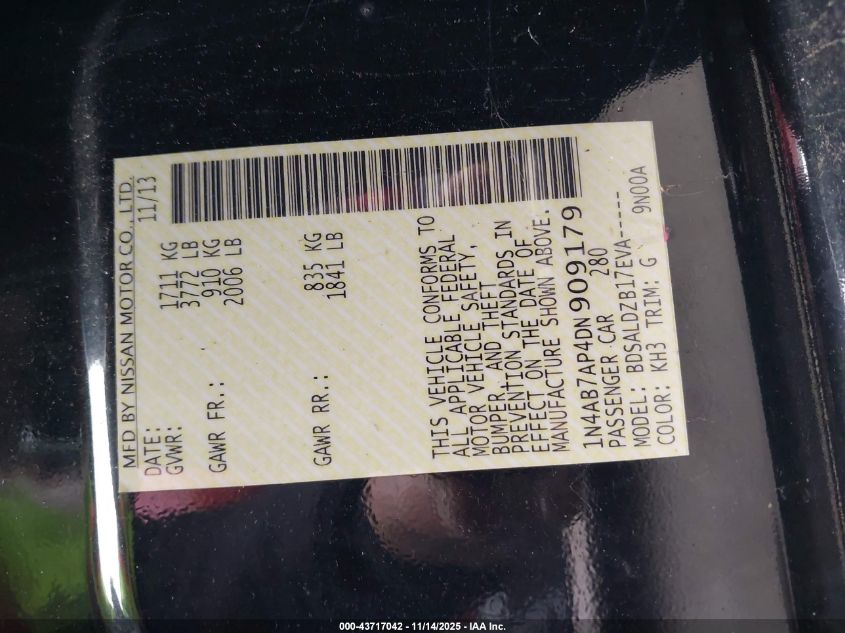 MFD BY NISSAN MOTOR CO., LTD.
DATE: 11/13
GVWR: 1711 KG
3772 LB
GAWR FR.: 910 KG
2006 LB
GAWR RR.: 835 KG
1841 LB
THIS VEHICLE CONFORMS TO
ALL APPLICABLE FEDERAL
MOTOR VEHICLE SAFETY,
BUMPER, AND THEFT
PREVENTION STANDARDS IN
EFFECT ON THE DATE OF
MANUFACTURE SHOWN ABOVE.
1N4AB7AP4DN909179
PASSENGER CAR 280
MODEL: BDSALDZB17EVA-----
COLOR: KH3 TRIM: G 9N00A
000-43717042 - 11/14/2025 - IAA Inc.